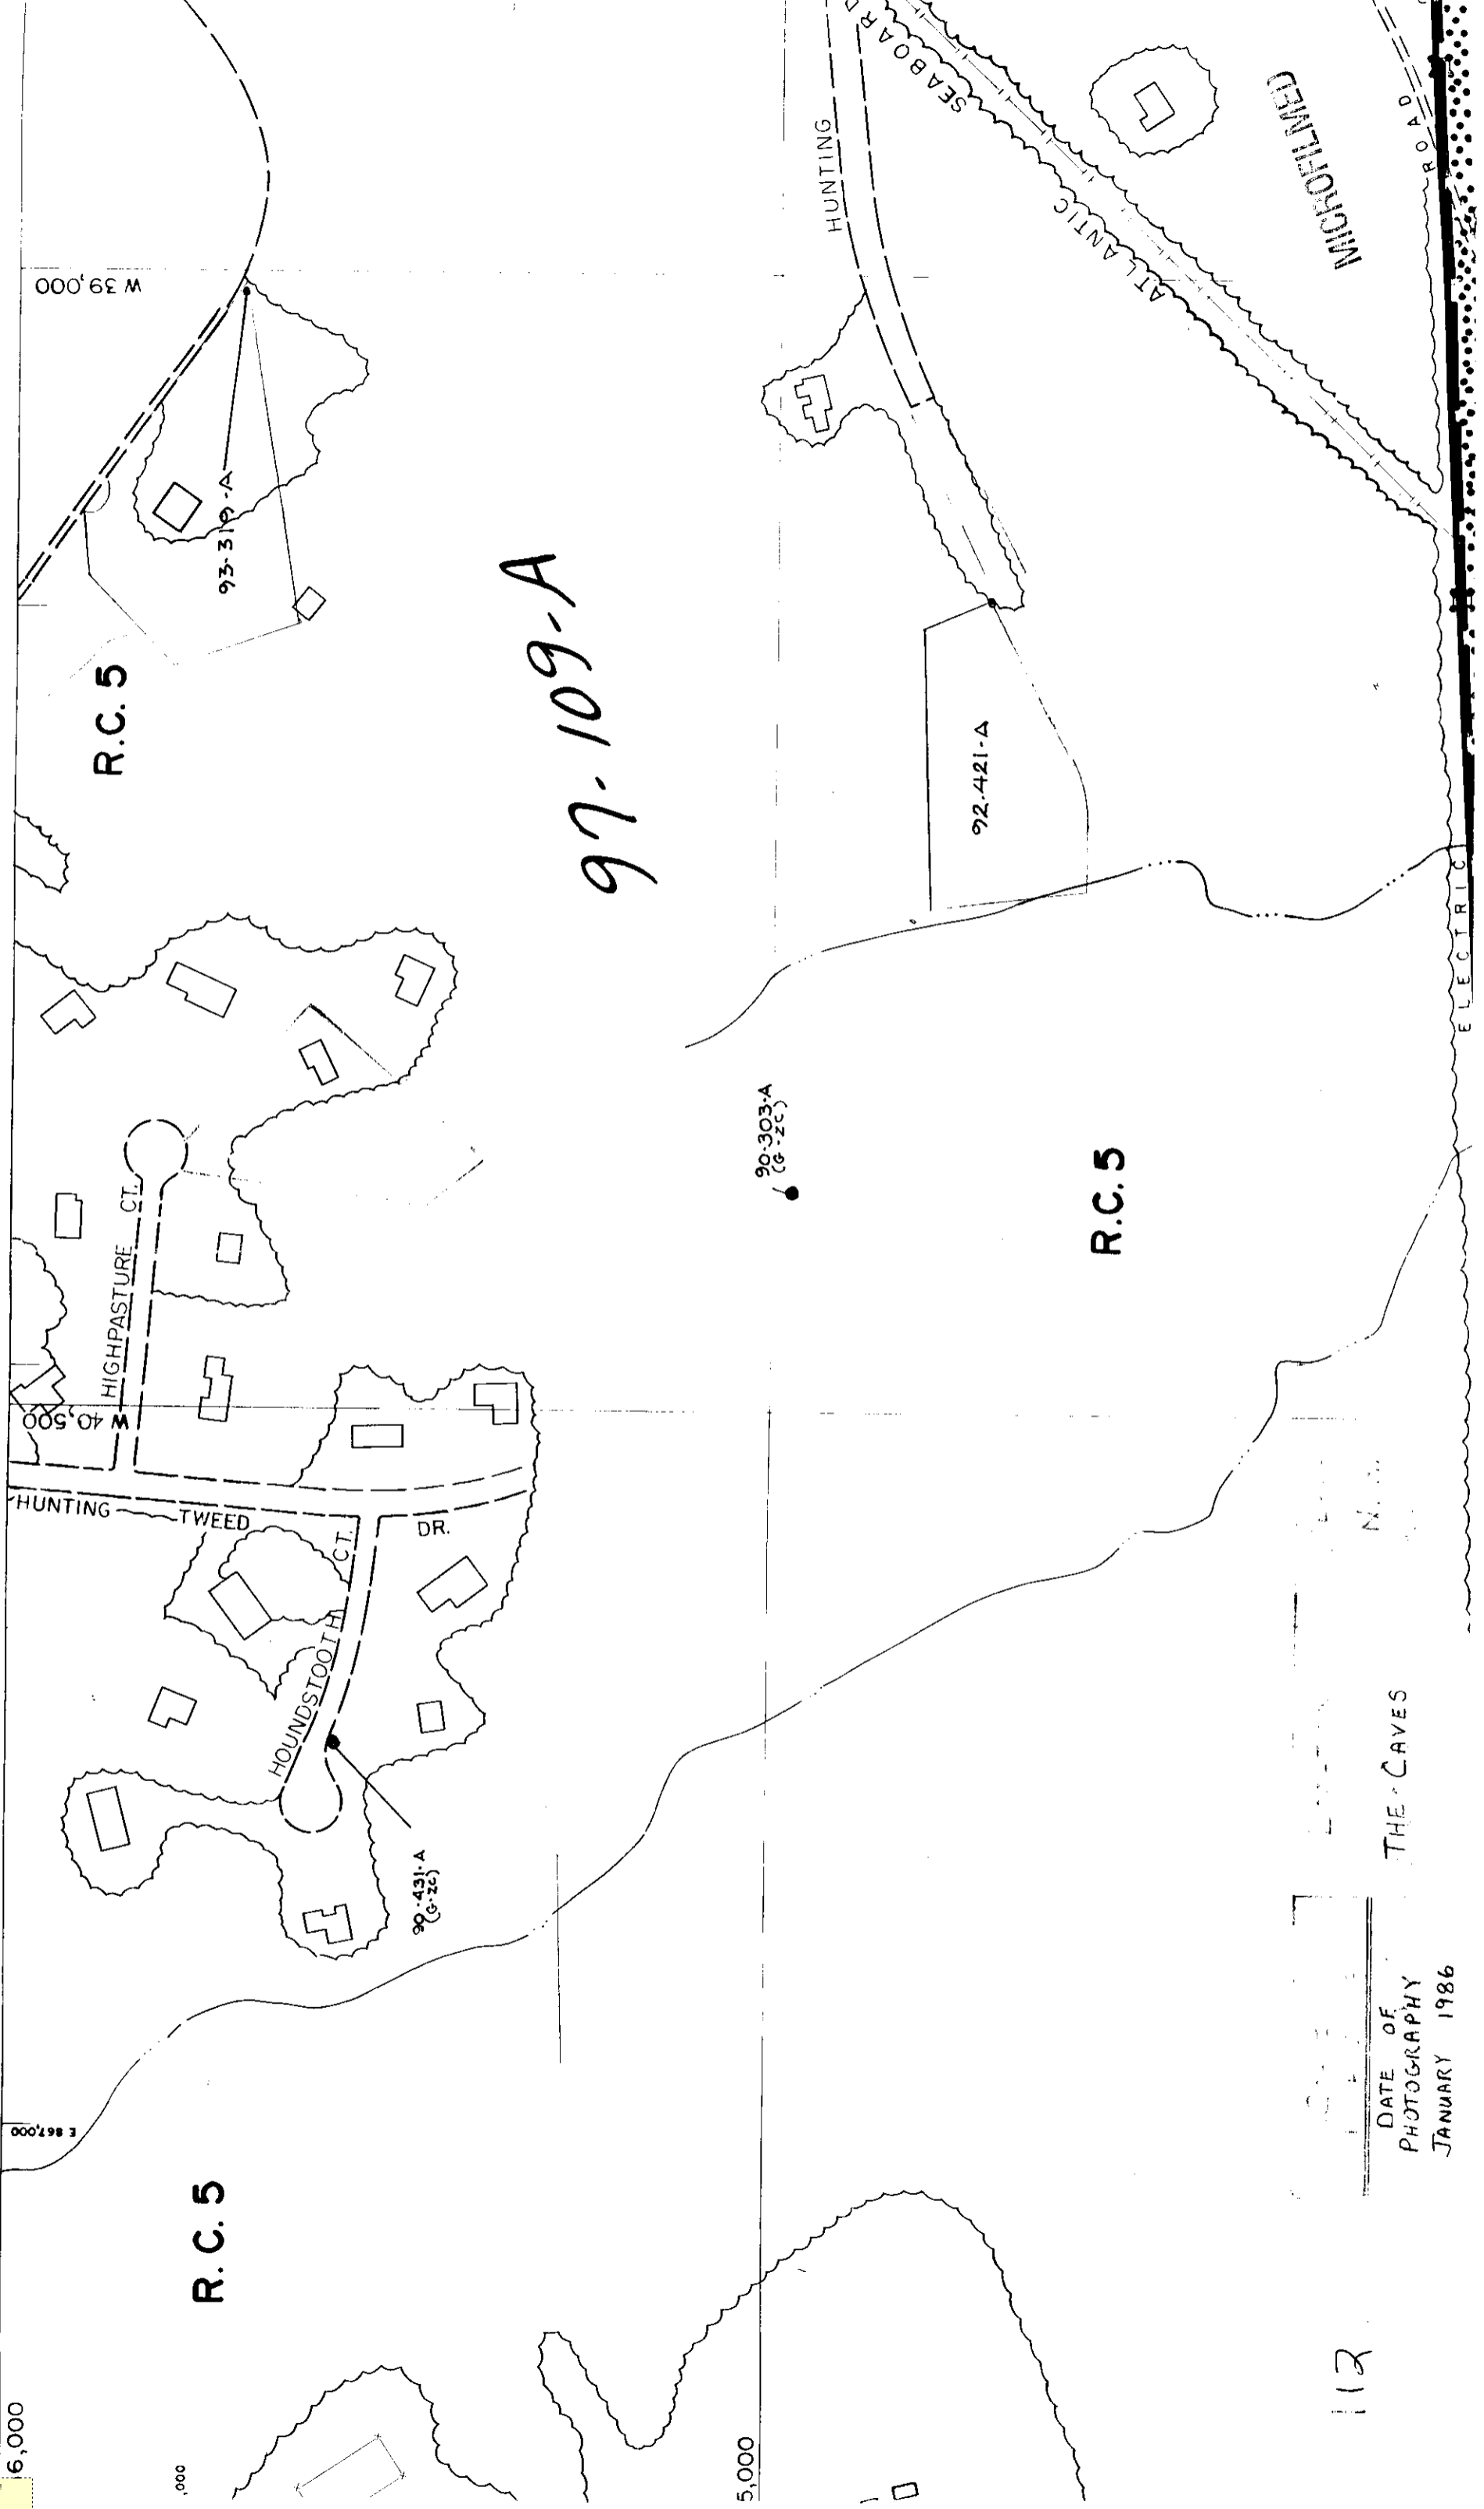 W 39,000
93-319-A
R.C. 5
97-109-A
HUNTING
SEABOARD
ATLANTIC
MICROFILMED
ROAD
92-421-A
ELECTRIC
HIGHPASTURE CT.
W 40,500
HUNTING TWEED DR.
HOUNDSTOOTH CT.
90-431-A
(G-ZC)
90-303-A
(G-ZC)
R.C. 5
E 867,000
R.C. 5
6,000
,000
5,000
THE CAVES
DATE
OF
PHOTOGRAPHY
JANUARY 1986
112